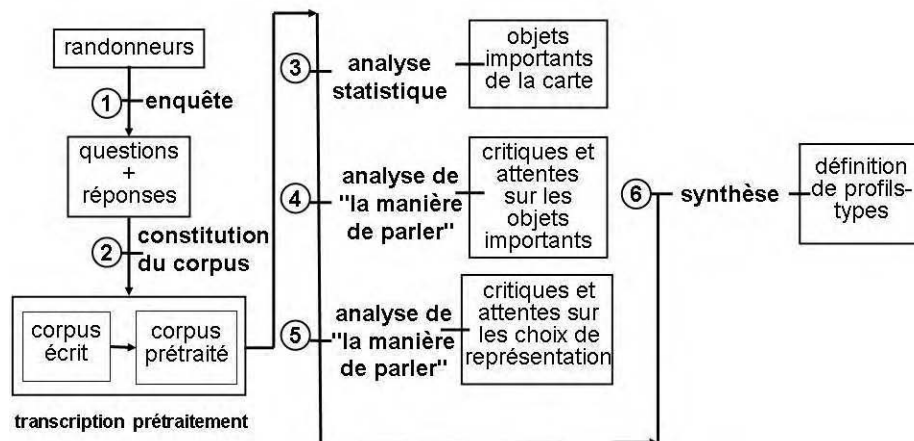 randonneurs
1
enquête
questions
+
réponses
2
constitution
du corpus
corpus
écrit
corpus
prétraité
transcription prétraitement
3
analyse
statistique
objets
importants
de la carte
4
analyse de
"la manière
de parler"
critiques et
attentes
sur les
objets
importants
5
analyse de
"la manière
de parler"
critiques et
attentes sur
les choix de
représentation
6
synthèse
définition
de profils-
types